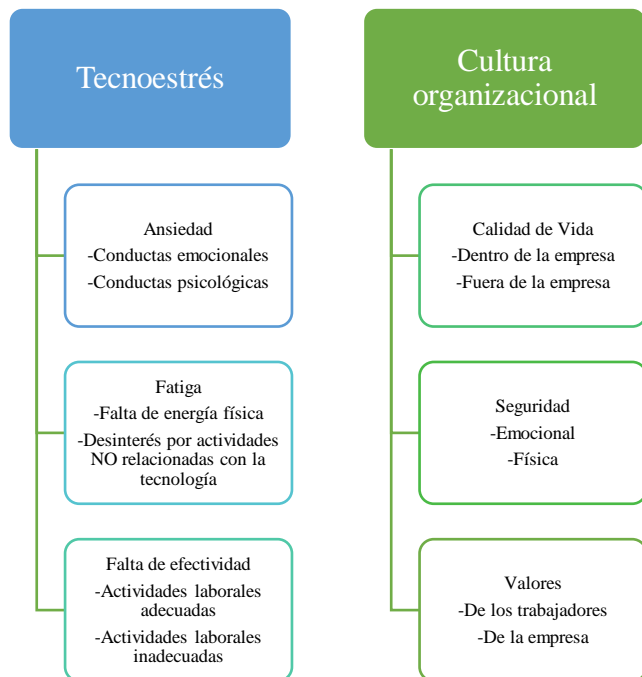 Tecnoestrés
Ansiedad
-Conductas emocionales
-Conductas psicológicas
Fatiga
-Falta de energía física
-Desinterés por actividades
NO relacionadas con la
tecnología
Falta de efectividad
-Actividades laborales
adecuadas
-Actividades laborales
inadecuadas
Cultura
organizacional
Calidad de Vida
-Dentro de la empresa
-Fuera de la empresa
Seguridad
-Emocional
-Física
Valores
-De los trabajadores
-De la empresa